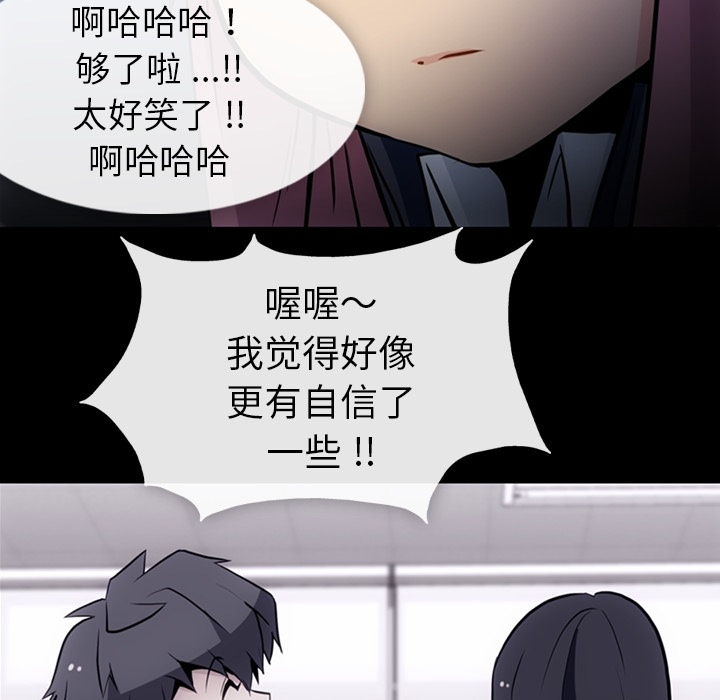 啊哈哈哈！
够了啦 ...!!
太好笑了 !!
啊哈哈哈
喔喔～
我觉得好像
更有自信了
一些 !!